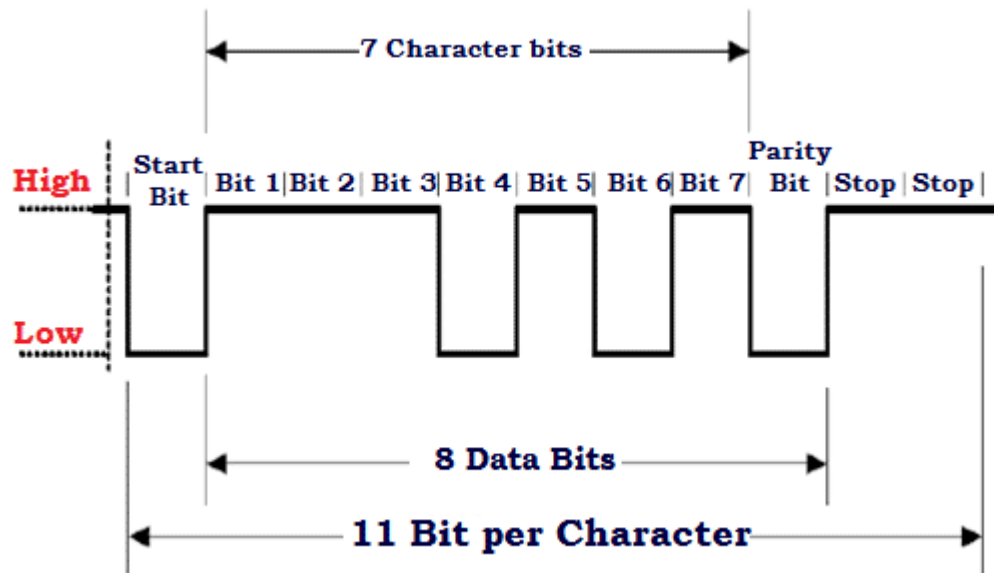 7 Character bits
Start
Bit
Parity
Bit
High
Bit 1
Bit 2
Bit 3
Bit 4
Bit 5
Bit 6
Bit 7
Stop
Stop
Low
8 Data Bits
11 Bit per Character